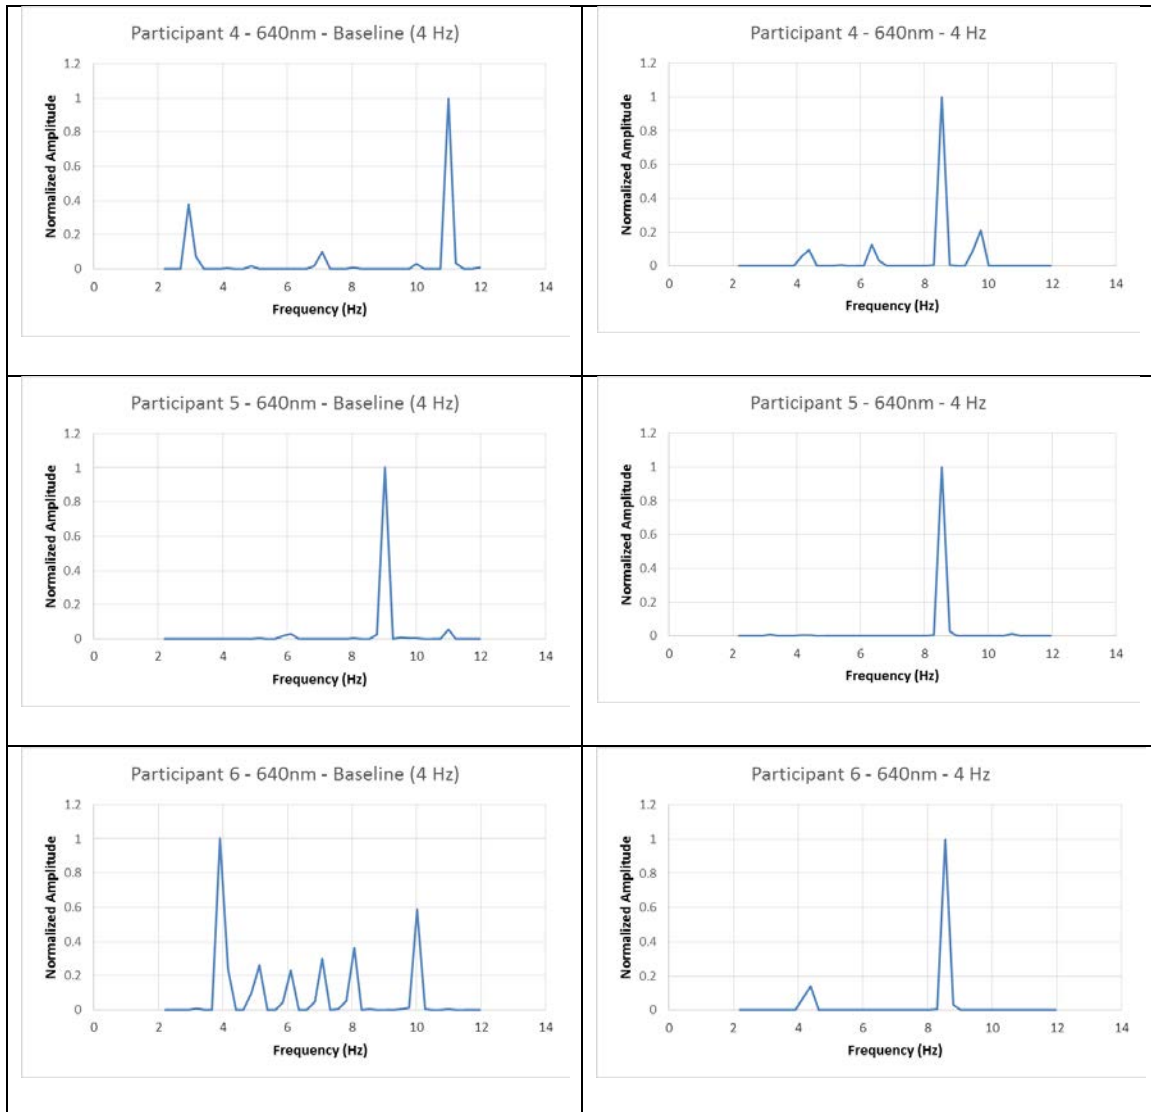 Participant 4 - 640nm - Baseline (4 Hz)
1.2
1
0.8
0.6
0.4
0.2
0
Normalized Amplitude
0 2 4 6 8 10 12 14
Frequency (Hz)
Participant 4 - 640nm - 4 Hz
1.2
1
0.8
0.6
0.4
0.2
0
Normalized Amplitude
0 2 4 6 8 10 12 14
Frequency (Hz)
Participant 5 - 640nm - Baseline (4 Hz)
1.2
1
0.8
0.6
0.4
0.2
0
Normalized Amplitude
0 2 4 6 8 10 12 14
Frequency (Hz)
Participant 5 - 640nm - 4 Hz
1.2
1
0.8
0.6
0.4
0.2
0
Normalized Amplitude
0 2 4 6 8 10 12 14
Frequency (Hz)
Participant 6 - 640nm - Baseline (4 Hz)
1.2
1
0.8
0.6
0.4
0.2
0
Normalized Amplitude
0 2 4 6 8 10 12 14
Frequency (Hz)
Participant 6 - 640nm - 4 Hz
1.2
1
0.8
0.6
0.4
0.2
0
Normalized Amplitude
0 2 4 6 8 10 12 14
Frequency (Hz)